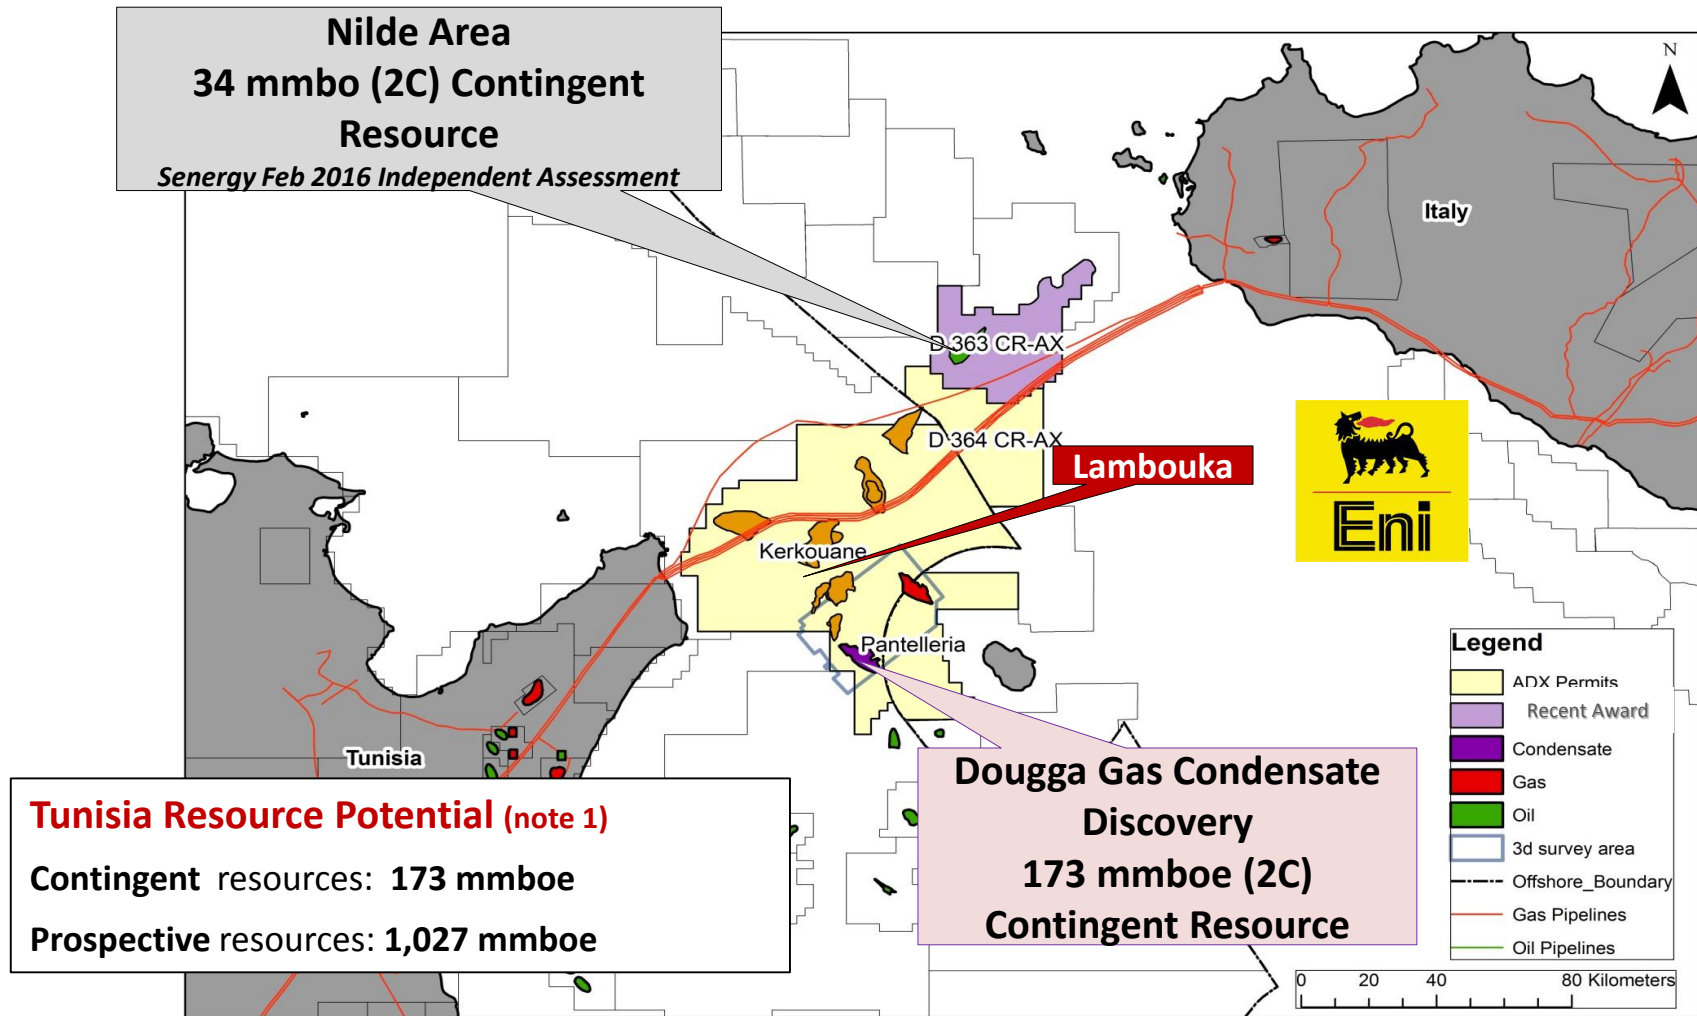 Nilde Area
34 mmbo (2C) Contingent
Resource
Senergy Feb 2016 Independent Assessment
N
Italy
D 363 CR-AX
D 364 CR-AX
Lambouka
Eni
Kerkouane
Pantelleria
Tunisia
Legend
ADX Permits
Recent Award
Condensate
Gas
Oil
3d survey area
Offshore_Boundary
Gas Pipelines
Oil Pipelines
0 20 40 80 Kilometers
Dougga Gas Condensate
Discovery
173 mmboe (2C)
Contingent Resource
Tunisia Resource Potential (note 1)
Contingent resources: 173 mmboe
Prospective resources: 1,027 mmboe